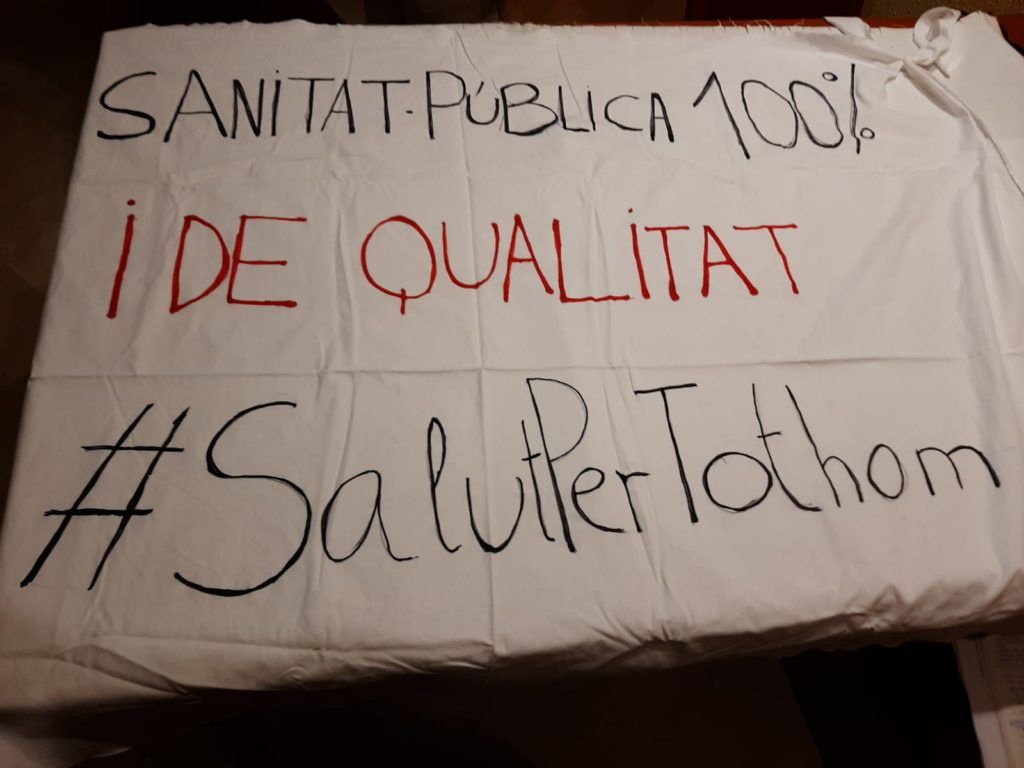 SANITAT·PÚBLICA 100%
i DE QUALITAT
#SalutPerTothom